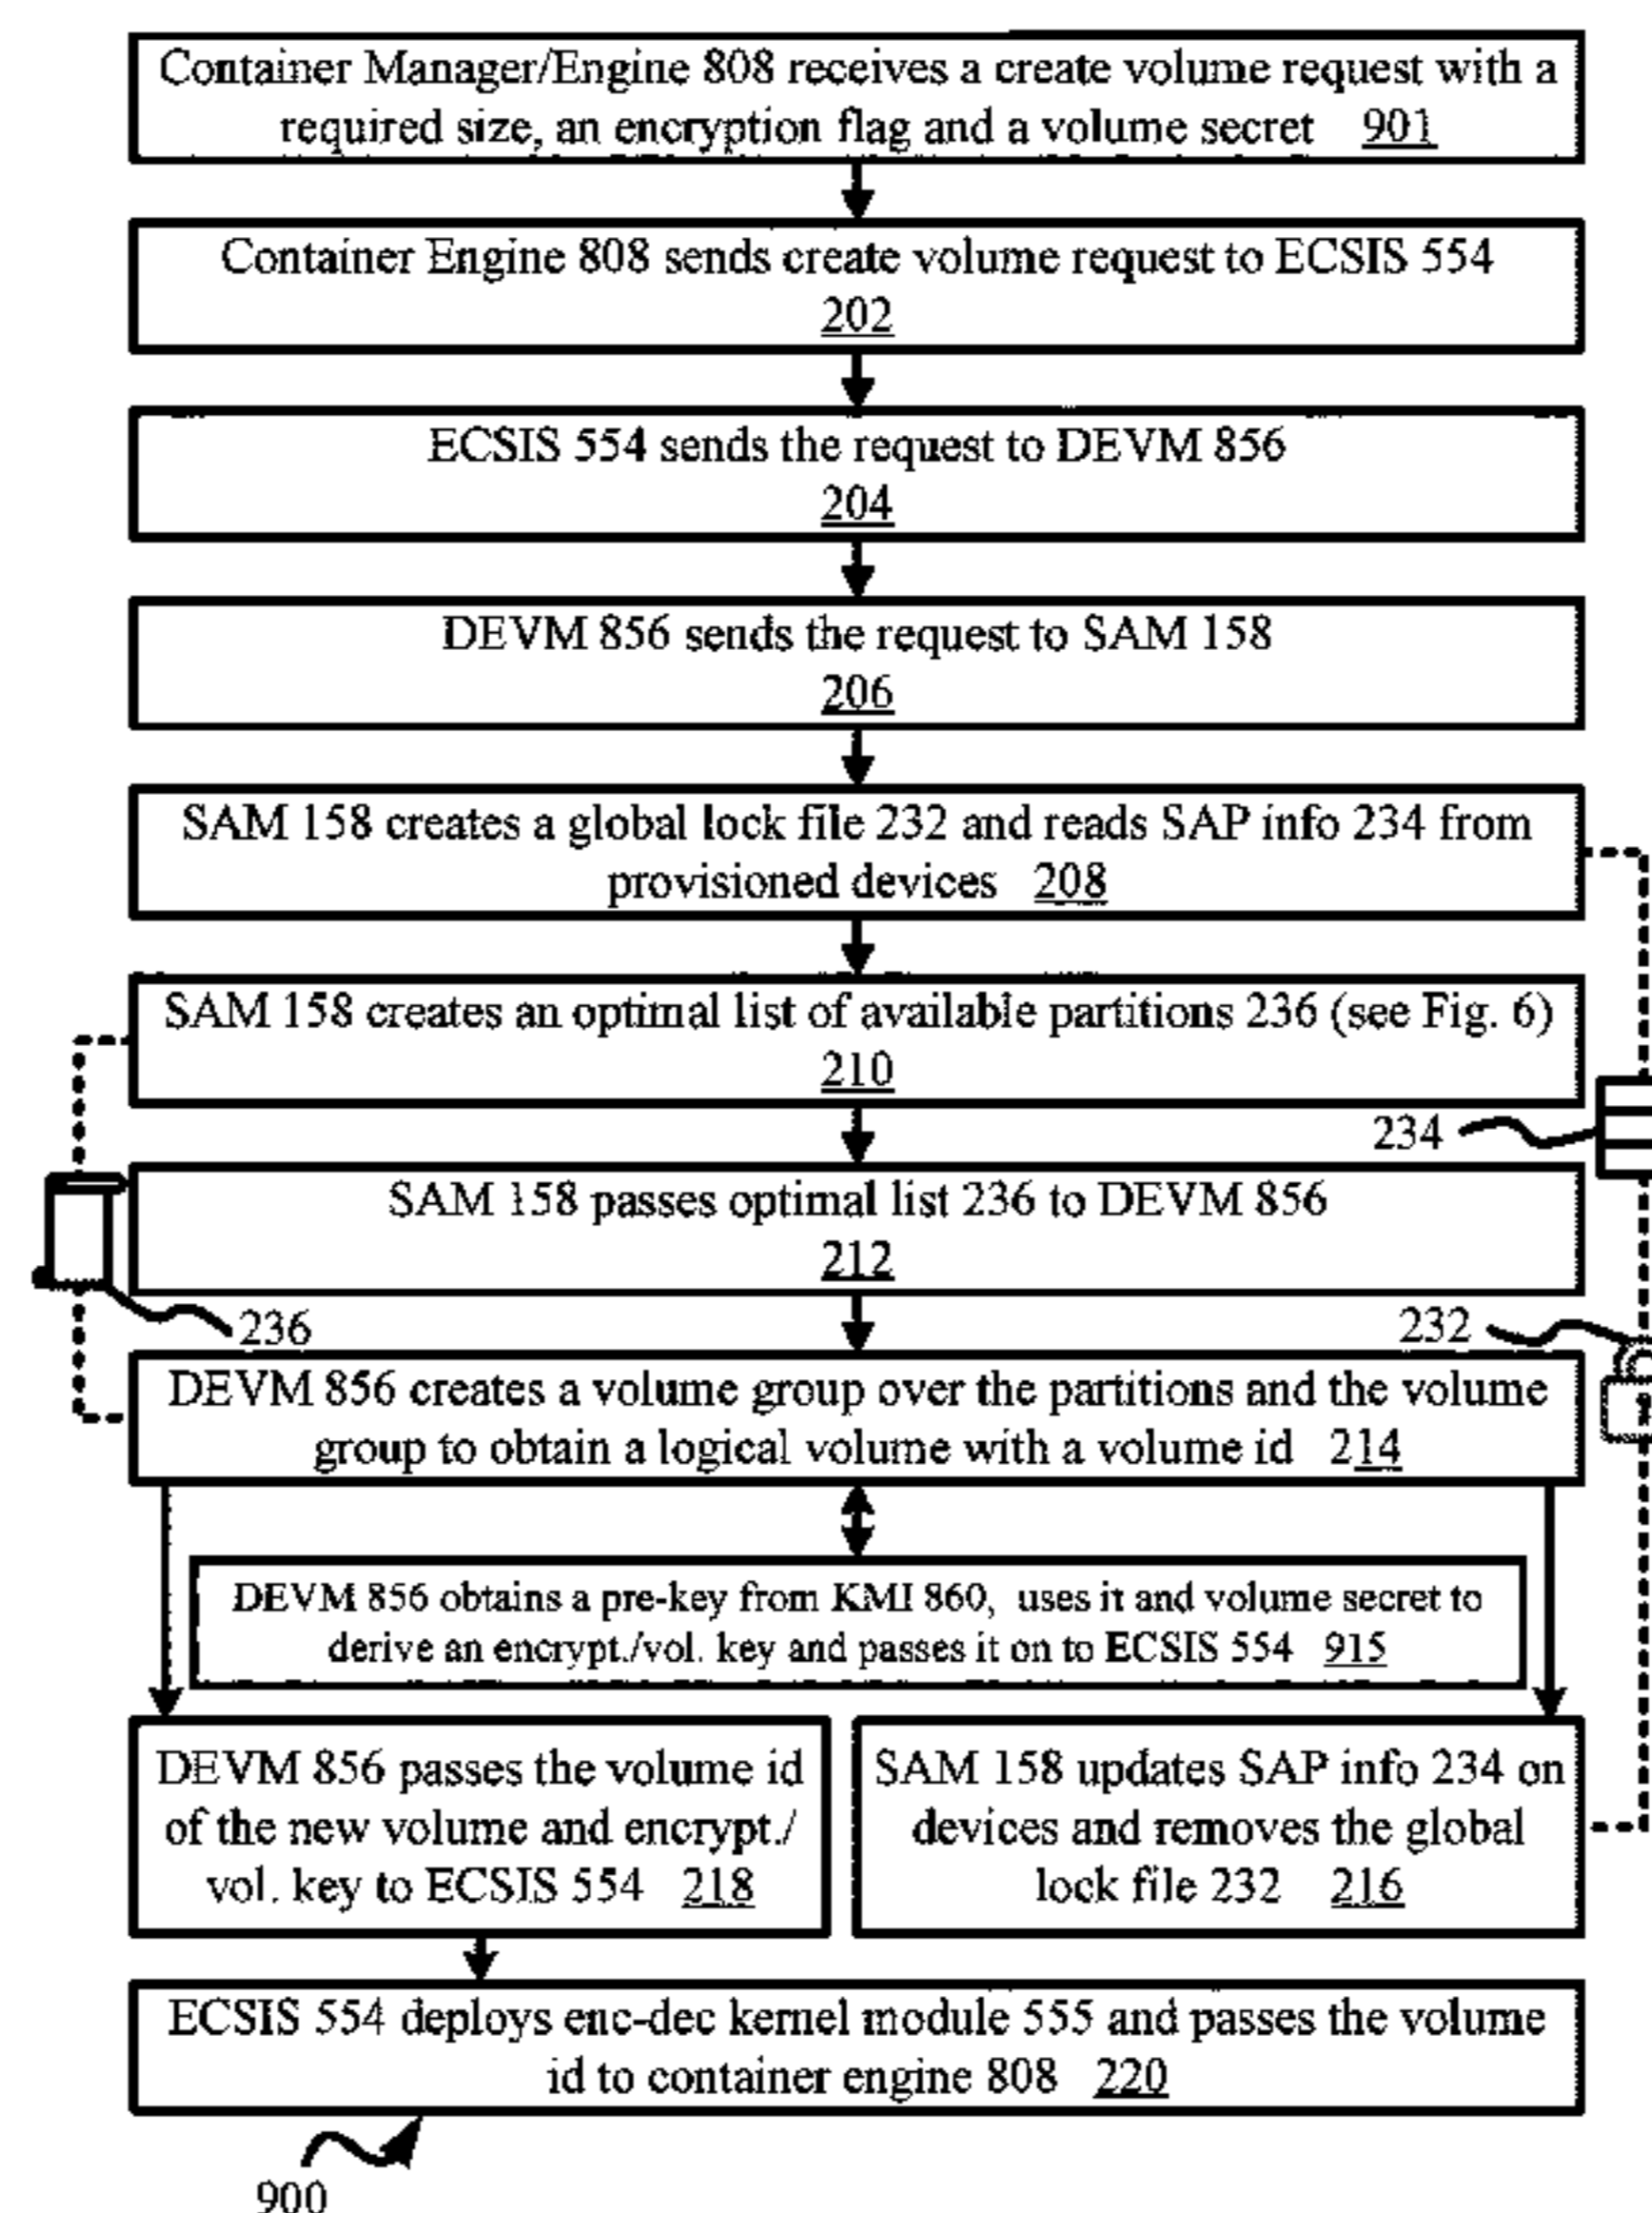 Container Manager/Engine 808 receives a create volume request with a
required size, an encryption flag and a volume secret 901
Container Engine 808 sends create volume request to ECSIS 554
202
ECSIS 554 sends the request to DEVM 856
204
DEVM 856 sends the request to SAM 158
206
SAM 158 creates a global lock file 232 and reads SAP info 234 from
provisioned devices 208
SAM 158 creates an optimal list of available partitions 236 (see Fig. 6)
210
234
SAM 158 passes optimal list 236 to DEVM 856
212
236
232
DEVM 856 creates a volume group over the partitions and the volume
group to obtain a logical volume with a volume id 214
DEVM 856 obtains a pre-key from KMI 860, uses it and volume secret to
derive an encrypt./vol. key and passes it on to ECSIS 554 915
DEVM 856 passes the volume id
of the new volume and encrypt./
vol. key to ECSIS 554 218
SAM 158 updates SAP info 234 on
devices and removes the global
lock file 232 216
ECSIS 554 deploys enc-dec kernel module 555 and passes the volume
id to container engine 808 220
900